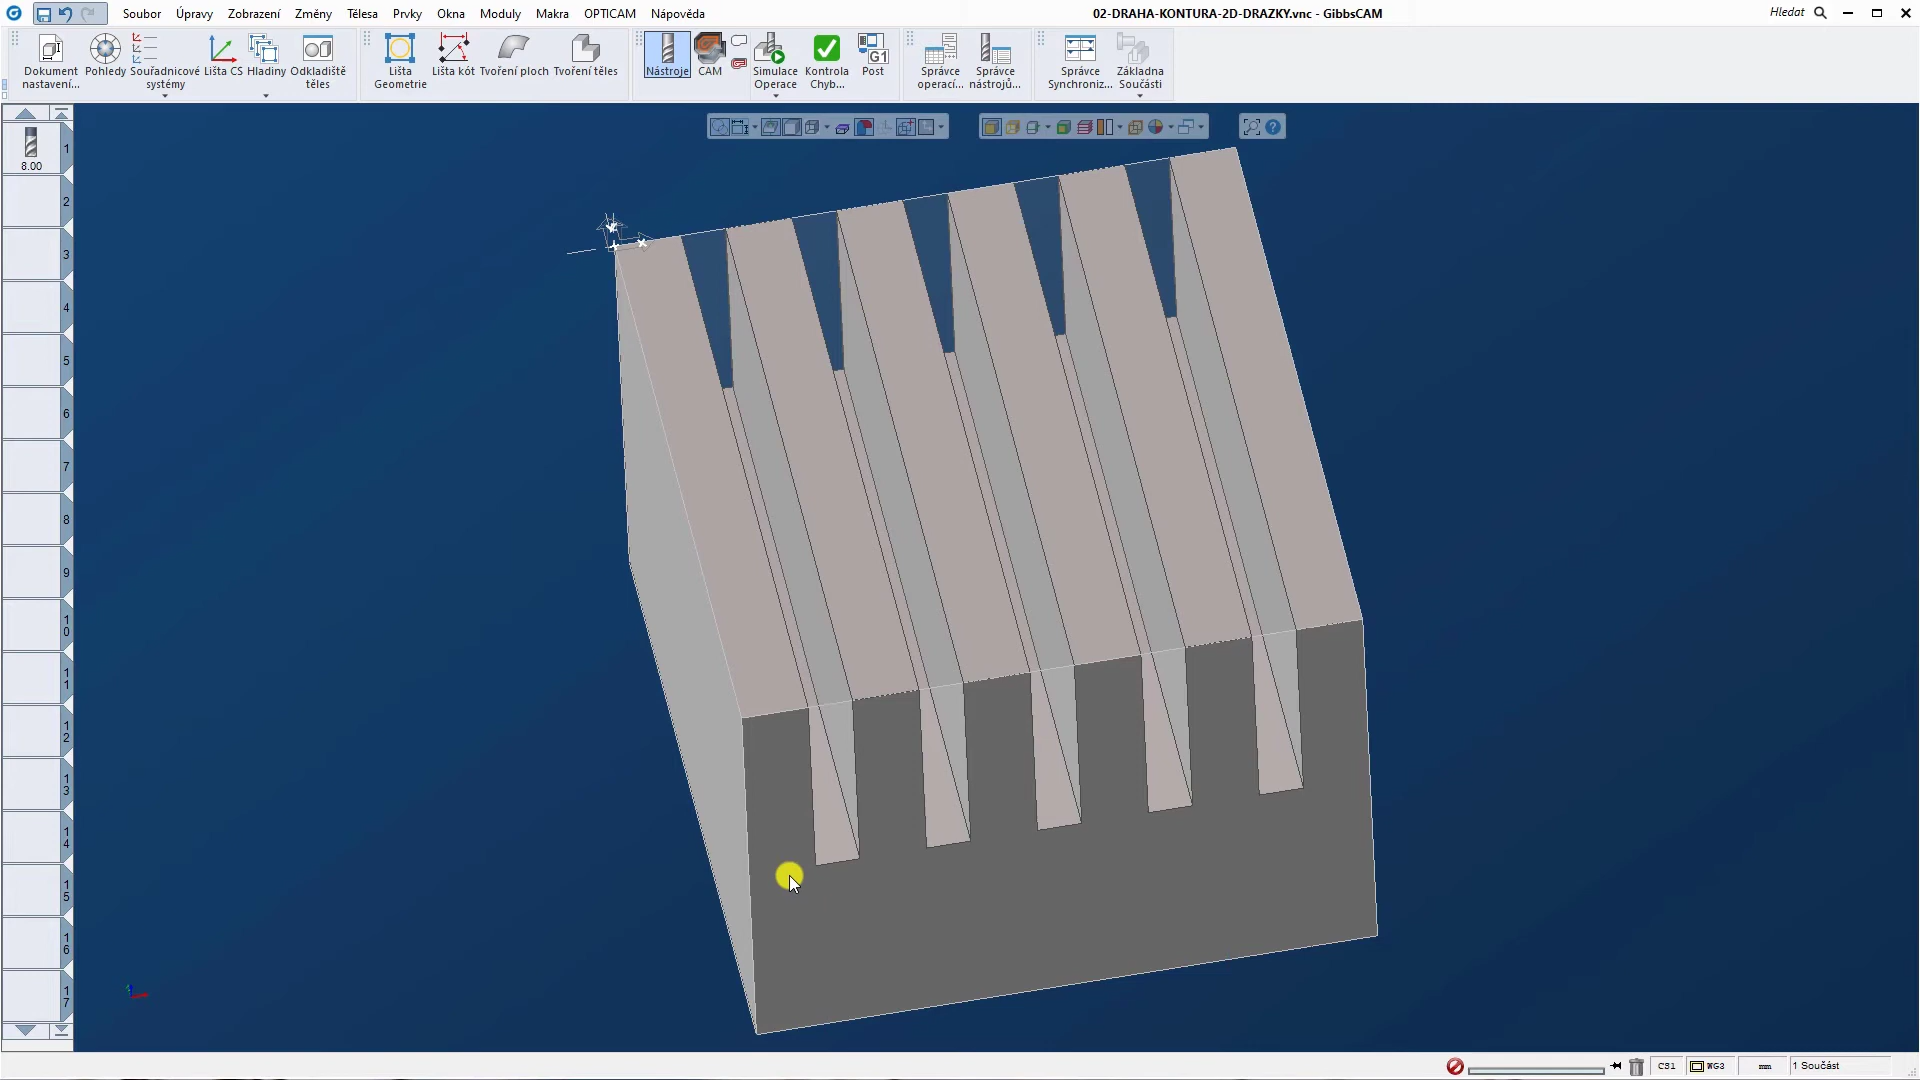 Soubor Úpravy Zobrazení Změny Tělesa Prvky Okna Moduly Makra OPTICAM Nápověda
02-DRAHA-KONTURA-2D-DRAZKY.vnc - GibbsCAM
Hledat
Dokument nastavení...
Pohledy
Souřadnicové systémy
Lišta CS
Hladiny
Odkladiště těles
Lišta Geometrie
Lišta kót
Tvoření ploch
Tvoření těles
Nástroje
CAM
Simulace Operace
Kontrola Chyb...
G1
Post
Správce operací...
Správce nástrojů...
Správce Synchroniz...
Základna Součásti
8.00
1
2
3
4
5
6
7
8
9
10
11
12
13
14
15
16
17
CS1
WG3
mm
1 Součást